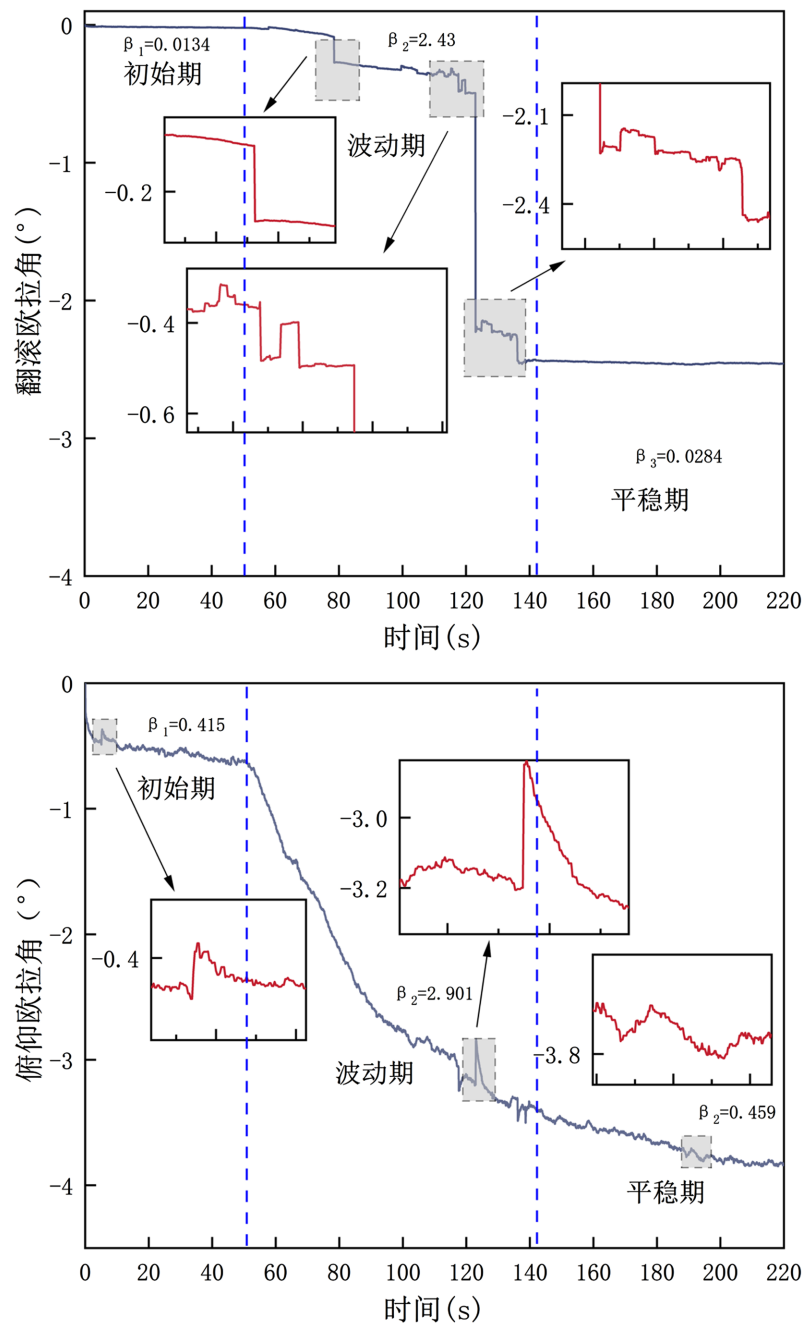 0
β1=0.0134
β2=2.43
初始期
波动期
-2.1
-2.4
-0.2
-1
-0.4
-0.6
-2
-3
β3=0.0284
平稳期
-4
翻滚欧拉角(°)
0 20 40 60 80 100 120 140 160 180 200 220
时间(s)
0
β1=0.415
初始期
-1
-3.0
-3.2
-0.4
-2
β2=2.901
波动期
-3
-3.8
β2=0.459
平稳期
-4
俯仰欧拉角 (°)
0 20 40 60 80 100 120 140 160 180 200 220
时间(s)